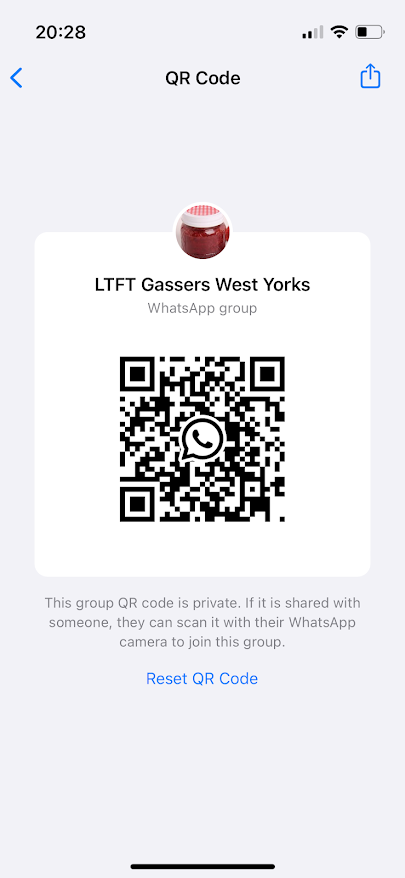 20:28
QR Code
LTFT Gassers West Yorks
WhatsApp group
This group QR code is private. If it is shared with
someone, they can scan it with their WhatsApp
camera to join this group.
Reset QR Code